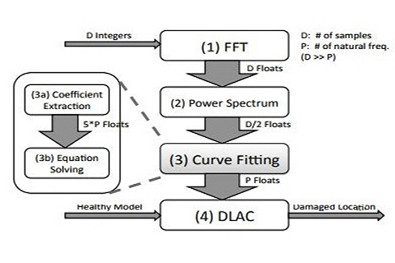 D Integers
(1) FFT
D: # of samples
P: # of natural freq.
(D >> P)
D Floats
(2) Power Spectrum
D/2 Floats
(3a) Coefficient
Extraction
5*P Floats
(3b) Equation
Solving
(3) Curve Fitting
P Floats
Healthy Model
(4) DLAC
Damaged Location